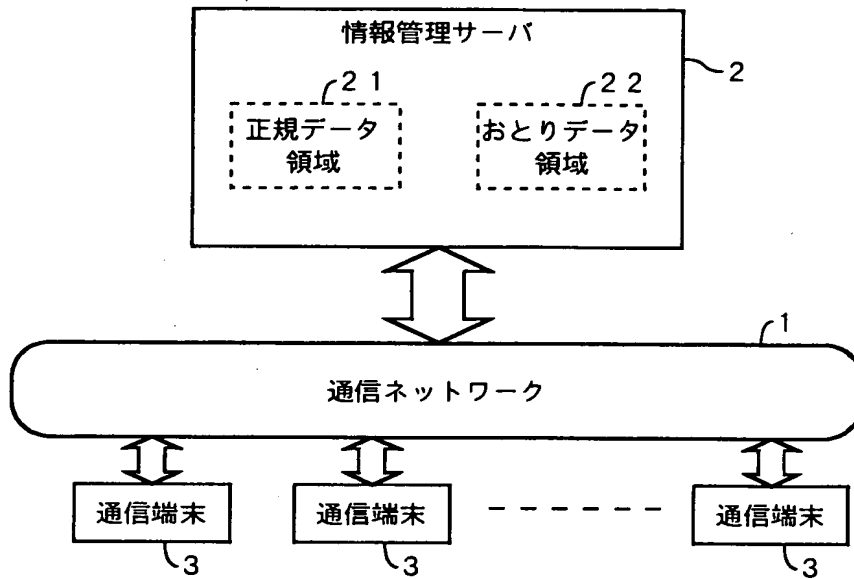 情報管理サーバ
2
21
22
正規データ
領域
おとりデータ
領域
1
通信ネットワーク
通信端末
通信端末
通信端末
3
3
3